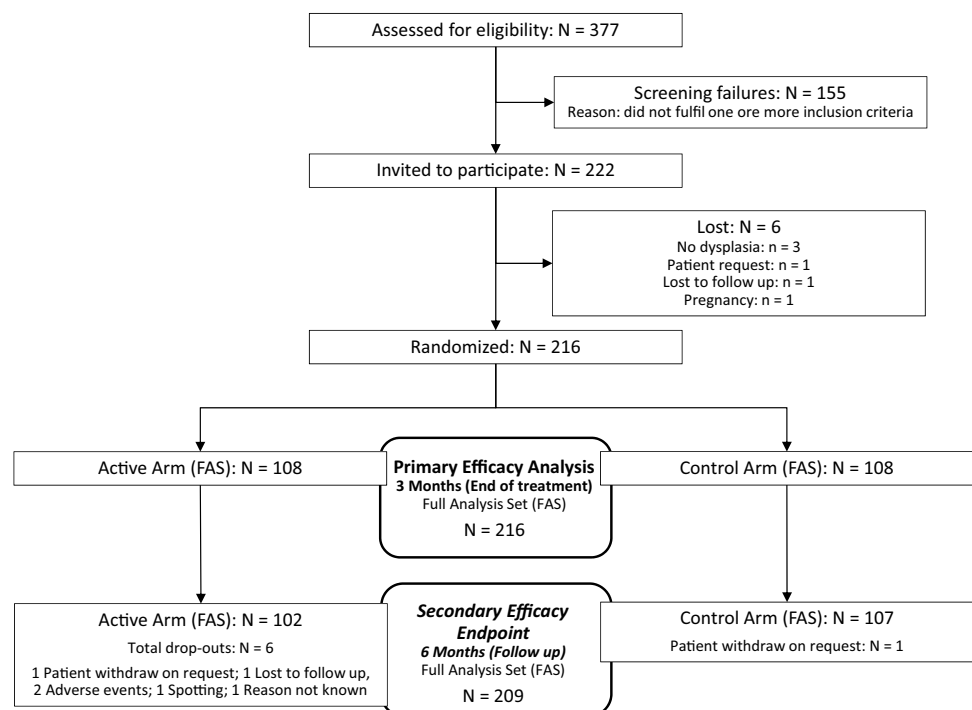 Assessed for eligibility: N = 377
Screening failures: N = 155
Reason: did not fulfil one ore more inclusion criteria
Invited to participate: N = 222
Lost: N = 6
No dysplasia: n = 3
Patient request: n = 1
Lost to follow up: n = 1
Pregnancy: n = 1
Randomized: N = 216
Active Arm (FAS): N = 108
Primary Efficacy Analysis
3 Months (End of treatment)
Full Analysis Set (FAS)
N = 216
Control Arm (FAS): N = 108
Active Arm (FAS): N = 102
Total drop-outs: N = 6
1 Patient withdraw on request; 1 Lost to follow up,
2 Adverse events; 1 Spotting; 1 Reason not known
Secondary Efficacy
Endpoint
6 Months (Follow up)
Full Analysis Set (FAS)
N = 209
Control Arm (FAS): N = 107
Patient withdraw on request: N = 1